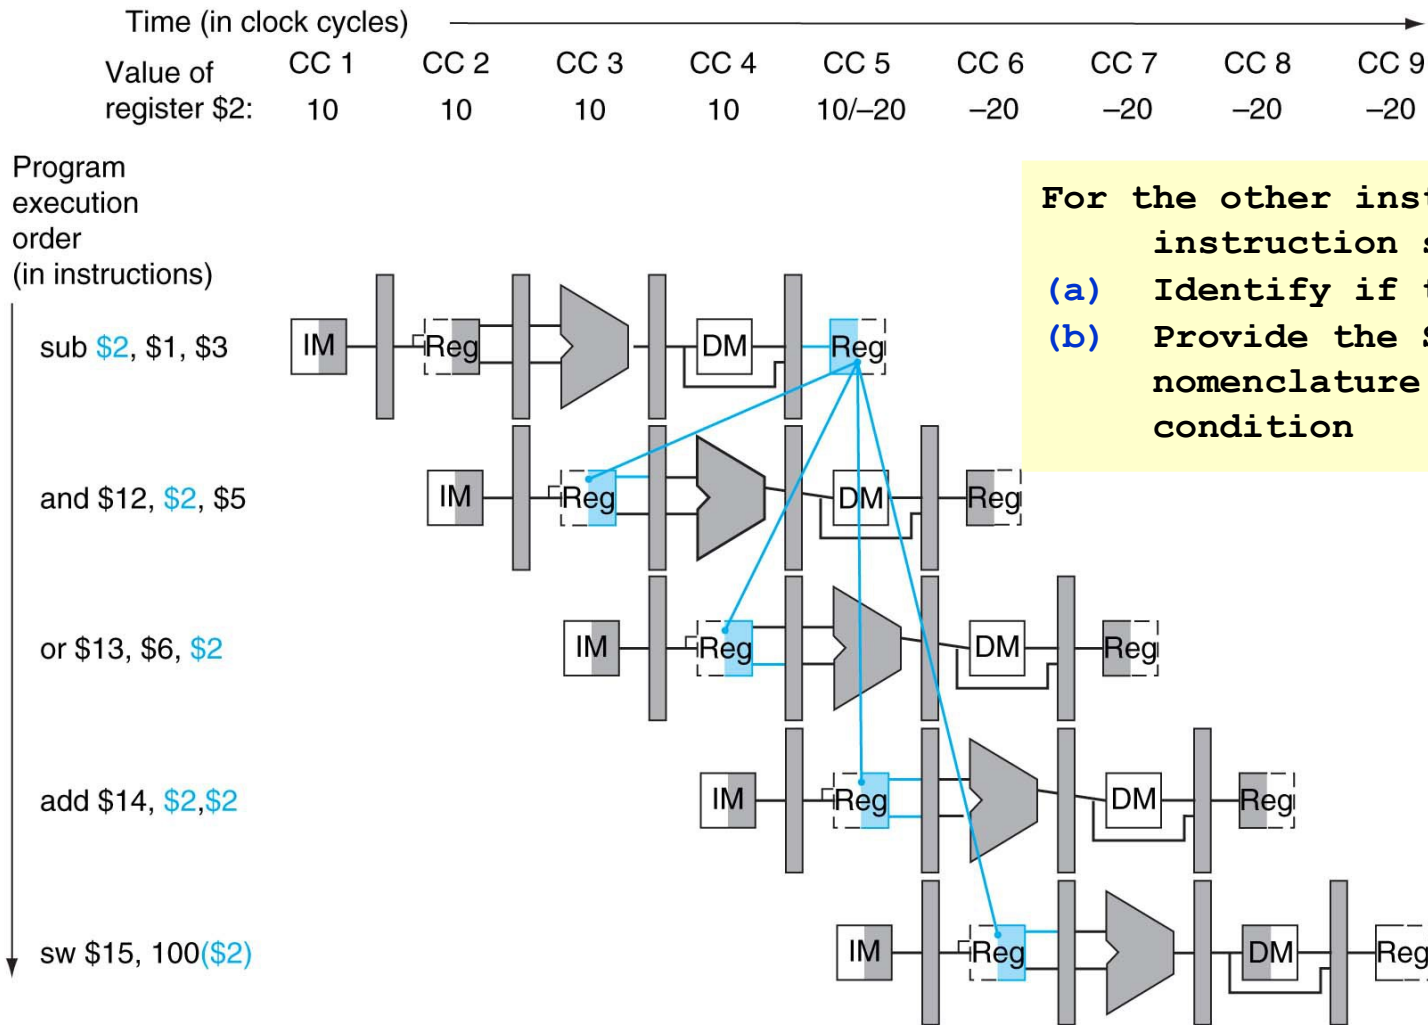 Time (in clock cycles)
Value of register $2:
CC 1 CC 2 CC 3 CC 4 CC 5 CC 6 CC 7 CC 8 CC 9
10 10 10 10 10/–20 –20 –20 –20 –20
Program
execution
order
(in instructions)
For the other
instruction
(a) Identify if
(b) Provide the
nomenclature
condition
sub $2, $1, $3
IM Reg DM Reg
and $12, $2, $5
IM Reg DM Reg
or $13, $6, $2
IM Reg DM Reg
add $14, $2,$2
IM Reg DM Reg
sw $15, 100($2)
IM Reg DM Reg